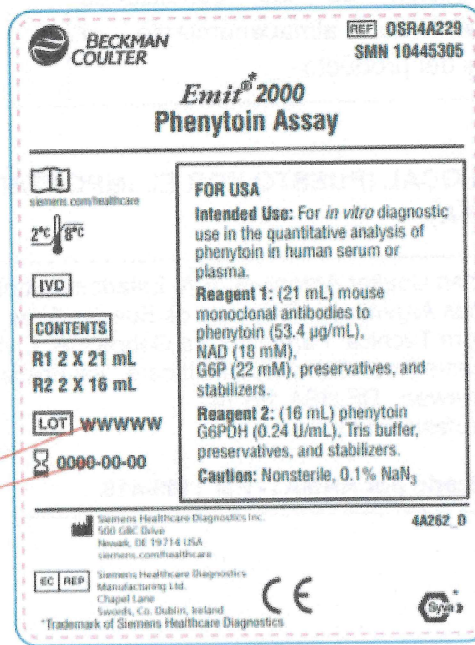 BECKMAN
COULTER
REF OSR4A229
SMN 10445305
Emit®*2000
Phenytoin Assay
siemens.com/healthcare
2°C 8°C
IVD
CONTENTS
R1 2 X 21 mL
R2 2 X 16 mL
LOT WWWWW
0000-00-00
FOR USA
Intended Use: For in vitro diagnostic
use in the quantitative analysis of
phenytoin in human serum or
plasma.
Reagent 1: (21 mL) mouse
monoclonal antibodies to
phenytoin (53.4 µg/mL),
NAD (18 mM),
G6P (22 mM), preservatives, and
stabilizers.
Reagent 2: (16 mL) phenytoin
G6PDH (0.24 U/mL), Tris buffer,
preservatives, and stabilizers.
Caution: Nonsterile, 0.1% NaN₃
Siemens Healthcare Diagnostics Inc.
500 GBC Drive
Newark, DE 19714 USA
siemens.com/healthcare
4A262_D
EC REP
Siemens Healthcare Diagnostics
Manufacturing Ltd.
Chapel Lane
Swords, Co. Dublin, Ireland
CE
Syva
*Trademark of Siemens Healthcare Diagnostics